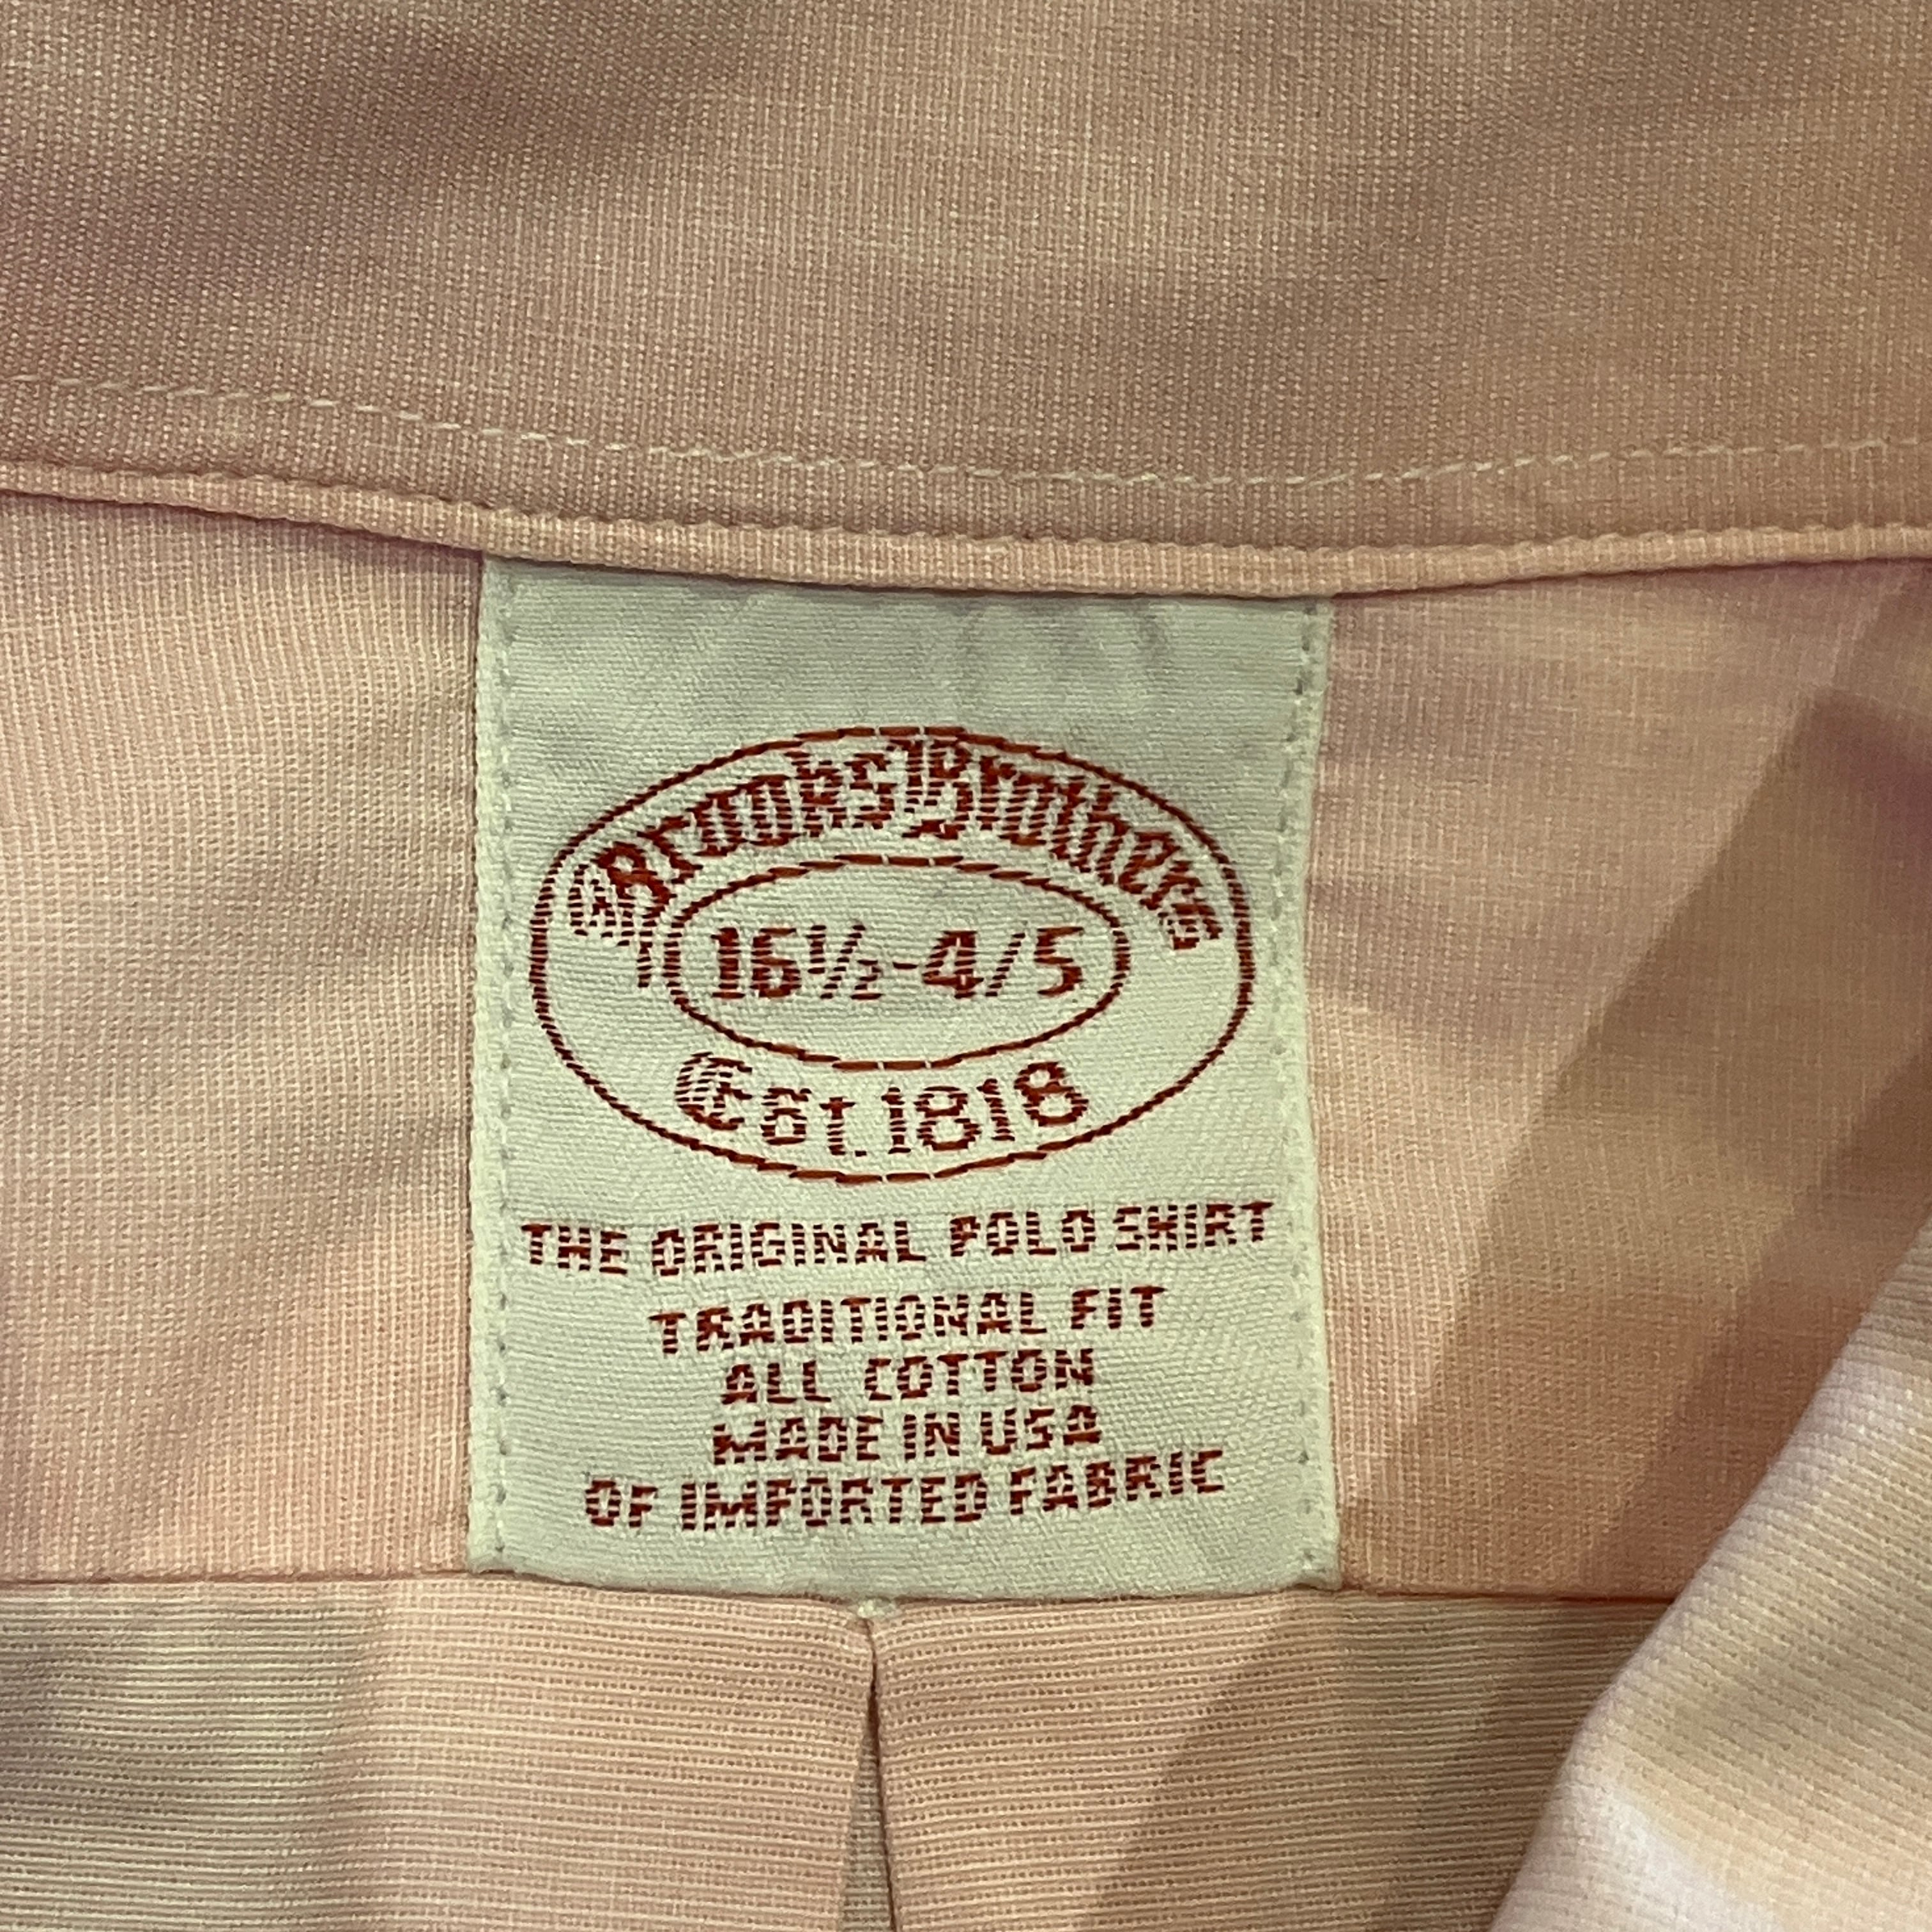 Brooks Brothers
16½-4/5
Est. 1818
THE ORIGINAL POLO SHIRT
TRADITIONAL FIT
ALL COTTON
MADE IN USA
OF IMPORTED FABRIC